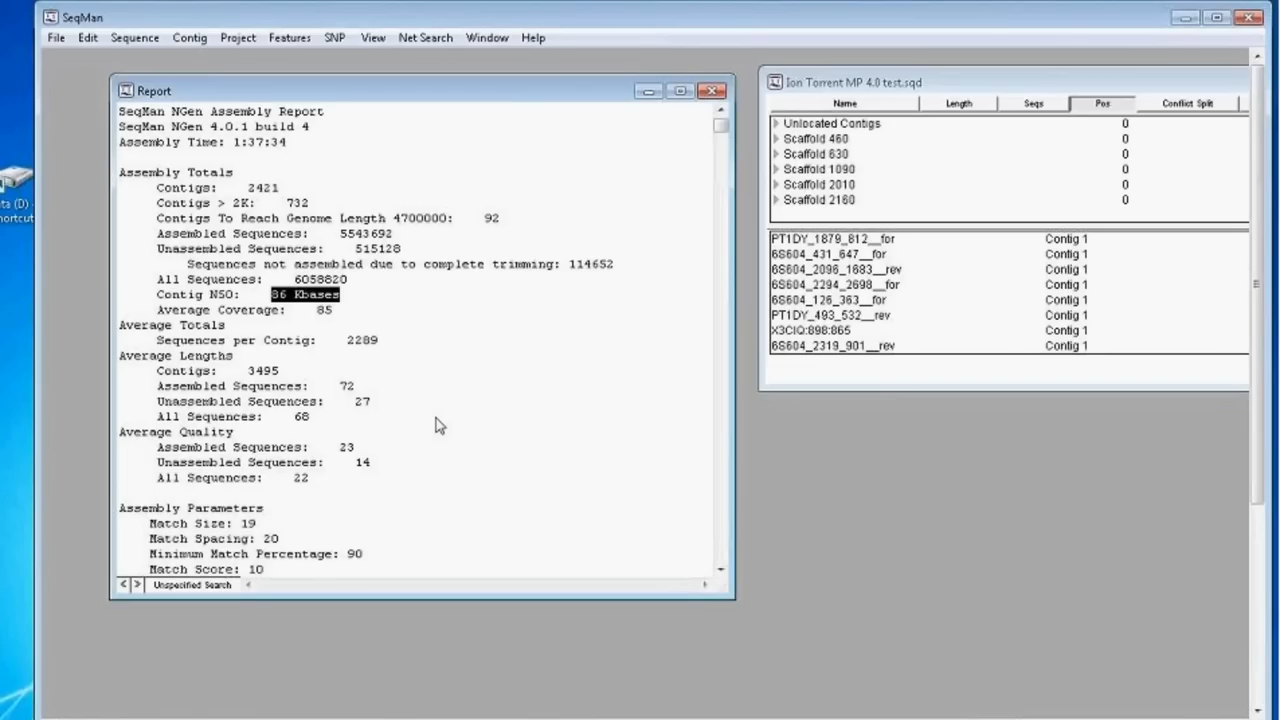 SeqMan
File Edit Sequence Contig Project Features SNP View Net Search Window Help
Report
SeqMan NGen Assembly Report
SeqMan NGen 4.0.1 build 4
Assembly Time: 1:37:34
Assembly Totals
Contigs: 2421
Contigs > 2K: 732
Contigs To Reach Genome Length 4700000: 92
Assembled Sequences: 5543692
Unassembled Sequences: 515128
Sequences not assembled due to complete trimming: 114652
All Sequences: 6058820
Contig N50: 86 Kbases
Average Coverage: 85
Average Totals
Sequences per Contig: 2289
Average Lengths
Contigs: 3495
Assembled Sequences: 72
Unassembled Sequences: 27
All Sequences: 68
Average Quality
Assembled Sequences: 23
Unassembled Sequences: 14
All Sequences: 22
Assembly Parameters
Match Size: 19
Match Spacing: 20
Minimum Match Percentage: 90
Match Score: 10
Unspecified Search
Ion Torrent MP 4.0 test.sqd
Name Length Seqs Pos Conflict Split
Unlocated Contigs 0
Scaffold 460 0
Scaffold 630 0
Scaffold 1090 0
Scaffold 2010 0
Scaffold 2160 0
PT1DY_1879_812__for Contig 1
6S604_431_647__for Contig 1
6S604_2096_1683__rev Contig 1
6S604_2294_2698__for Contig 1
6S604_126_363__for Contig 1
PT1DY_493_532__rev Contig 1
X3CIQ:898:865 Contig 1
6S604_2319_901__rev Contig 1
ta (D) -
hortcut